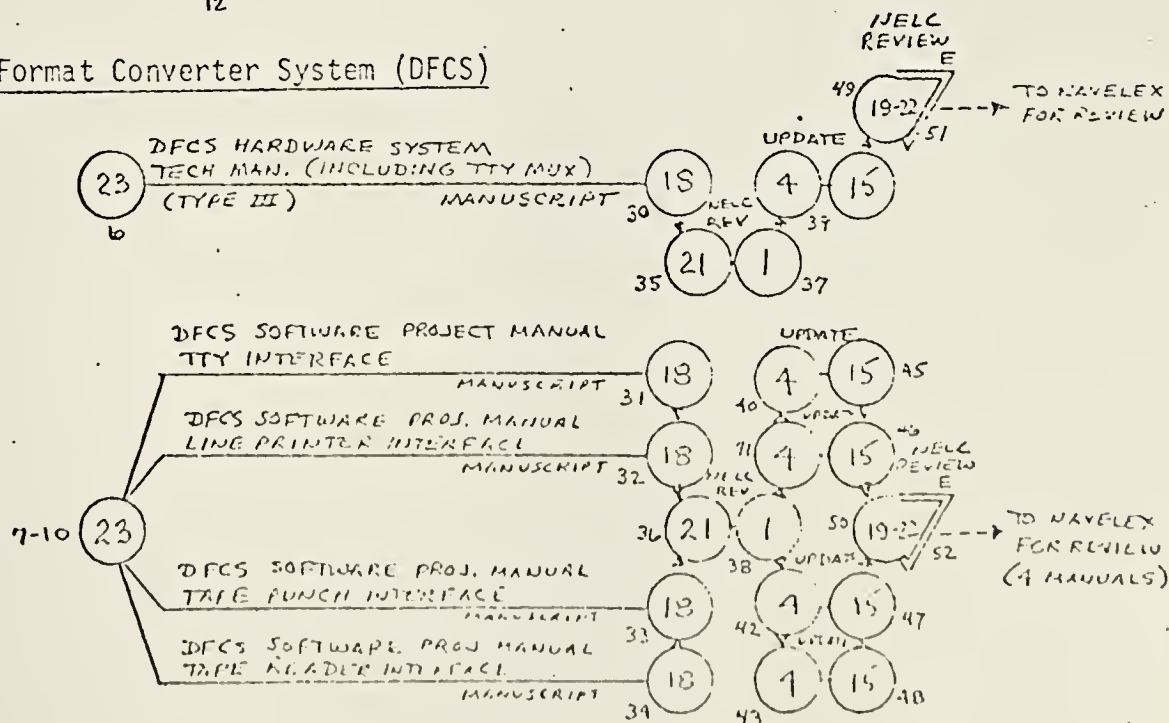 12
Format Converter System (DFCS)
NELC
REVIEW
E
49
19-22
51
TO NAVELEX
FOR REVIEW
23
6
DFCS HARDWARE SYSTEM
TECH MAN. (INCLUDING TTY MUX)
(TYPE III) MANUSCRIPT
18
30
NELC
REV
UPDATE
4
39
15
35
21
1
37
7-10
23
DFCS SOFTWARE PROJECT MANUAL
TTY INTERFACE
MANUSCRIPT
18
31
UPDATE
4
40
15
45
DFCS SOFTWARE PROJ. MANUAL
LINE PRINTER INTERFACE
MANUSCRIPT
18
32
NELC
REV
UPDATE
41
4
15
46
NELC
REVIEW
E
36
21
1
38
50
19-22
52
TO NAVELEX
FOR REVIEW
(4 MANUALS)
DFCS SOFTWARE PROJ. MANUAL
TAPE PUNCH INTERFACE
MANUSCRIPT
18
33
UPDATE
4
42
15
47
DFCS SOFTWARE PROJ MANUAL
TAPE READER INTERFACE
MANUSCRIPT
18
34
UPDATE
4
43
15
48